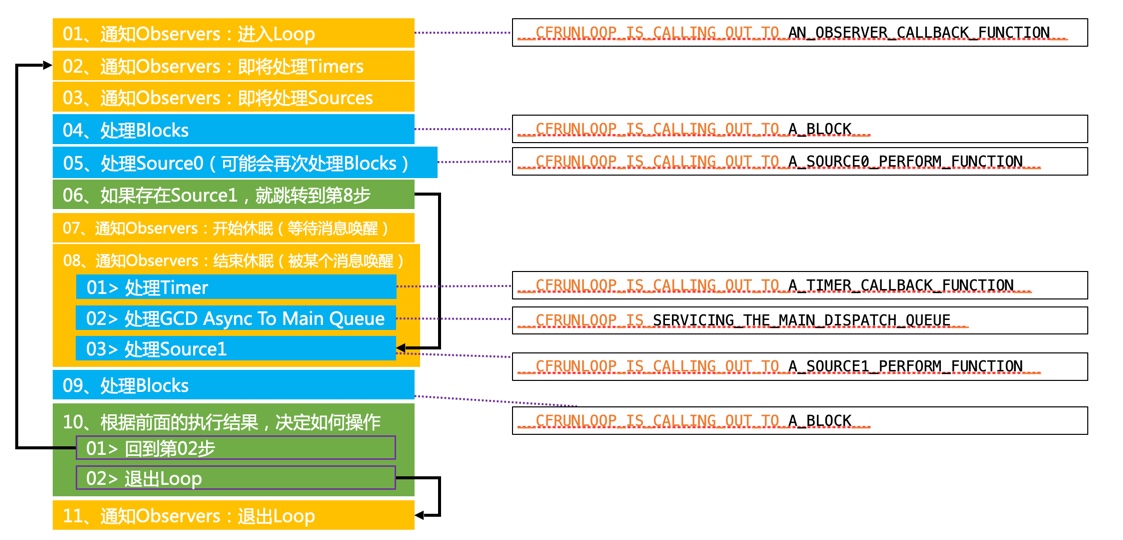 01、通知Observers：进入Loop
__CFRUNLOOP_IS_CALLING_OUT_TO_AN_OBSERVER_CALLBACK_FUNCTION__
02、通知Observers：即将处理Timers
03、通知Observers：即将处理Sources
04、处理Blocks
__CFRUNLOOP_IS_CALLING_OUT_TO_A_BLOCK__
05、处理Source0（可能会再次处理Blocks）
__CFRUNLOOP_IS_CALLING_OUT_TO_A_SOURCE0_PERFORM_FUNCTION__
06、如果存在Source1，就跳转到第8步
07、通知Observers：开始休眠（等待消息唤醒）
08、通知Observers：结束休眠（被某个消息唤醒）
01> 处理Timer
__CFRUNLOOP_IS_CALLING_OUT_TO_A_TIMER_CALLBACK_FUNCTION__
02> 处理GCD Async To Main Queue
__CFRUNLOOP_IS_SERVICING_THE_MAIN_DISPATCH_QUEUE__
03> 处理Source1
__CFRUNLOOP_IS_CALLING_OUT_TO_A_SOURCE1_PERFORM_FUNCTION__
09、处理Blocks
__CFRUNLOOP_IS_CALLING_OUT_TO_A_BLOCK__
10、根据前面的执行结果，决定如何操作
01> 回到第02步
02> 退出Loop
11、通知Observers：退出Loop